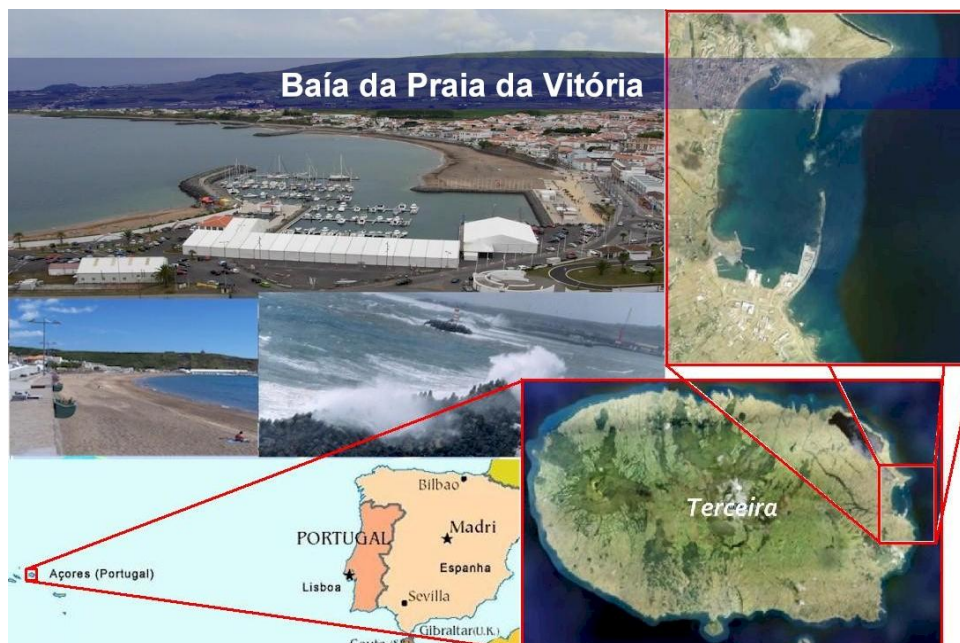 Baía da Praia da Vitória
Terceira
Bilbao
PORTUGAL
Madri
Açores (Portugal)
Lisboa
Espanha
Sevilla
Gibraltar(U.K.)